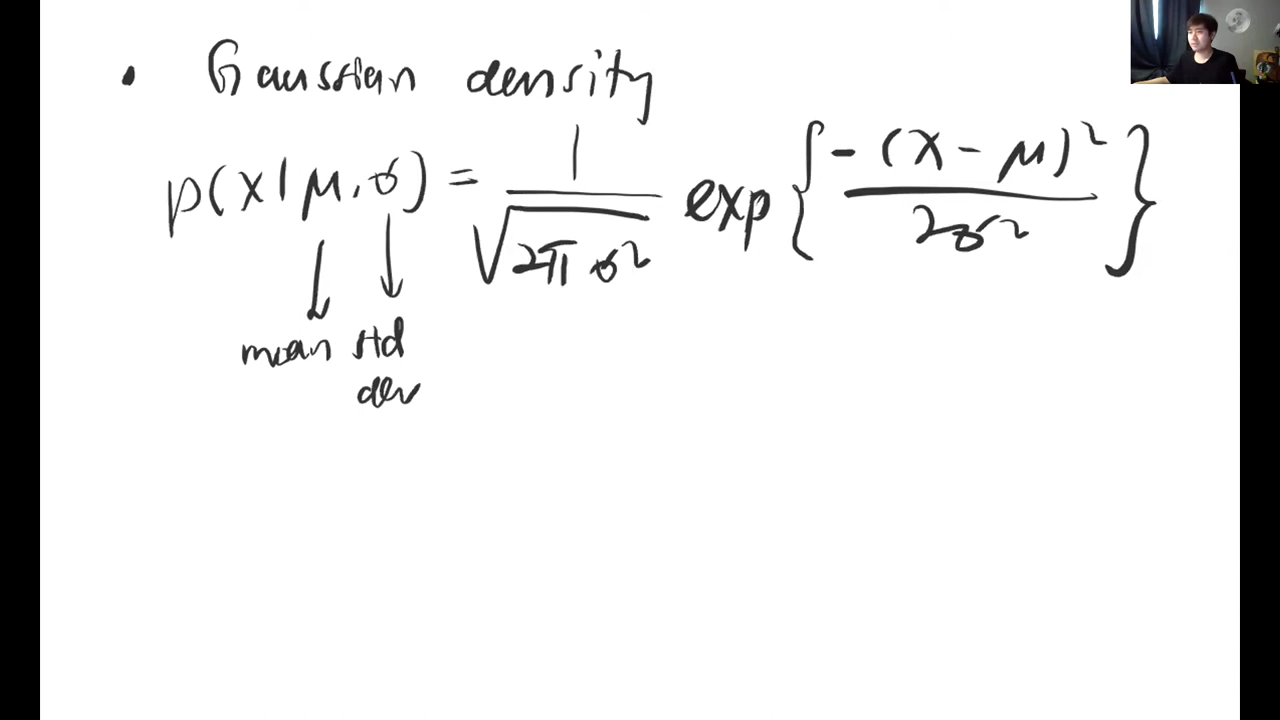 • Gaussian density
p(x|μ,σ) = 1/√(2πσ²) exp{-(x-μ)²/2σ²}
mean std
dev